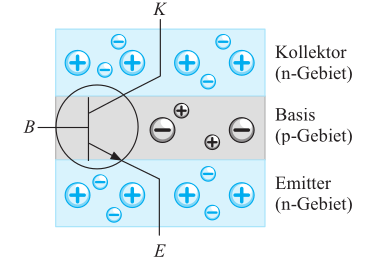 K
Kollektor
(n-Gebiet)
Basis
(p-Gebiet)
B
Emitter
(n-Gebiet)
E